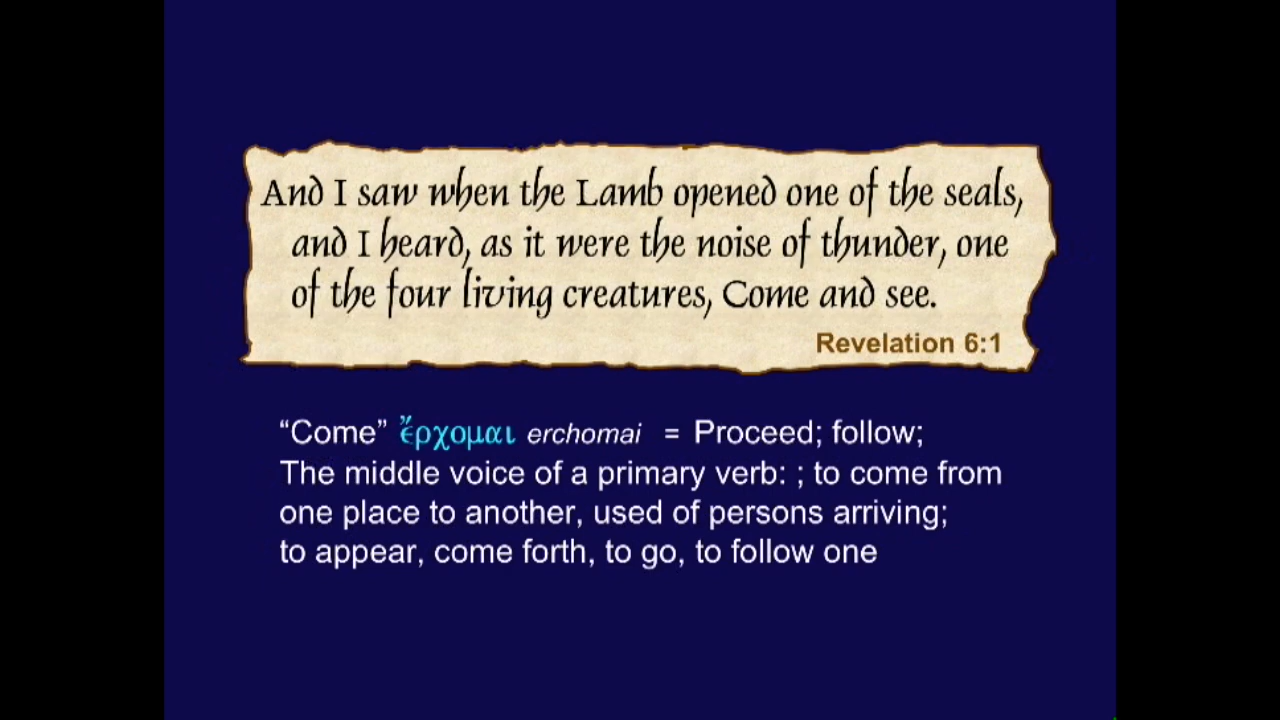 And I saw when the Lamb opened one of the seals,
and I heard, as it were the noise of thunder, one
of the four living creatures, Come and see.
Revelation 6:1
“Come” ἔρχομαι erchomai = Proceed; follow;
The middle voice of a primary verb: ; to come from
one place to another, used of persons arriving;
to appear, come forth, to go, to follow one